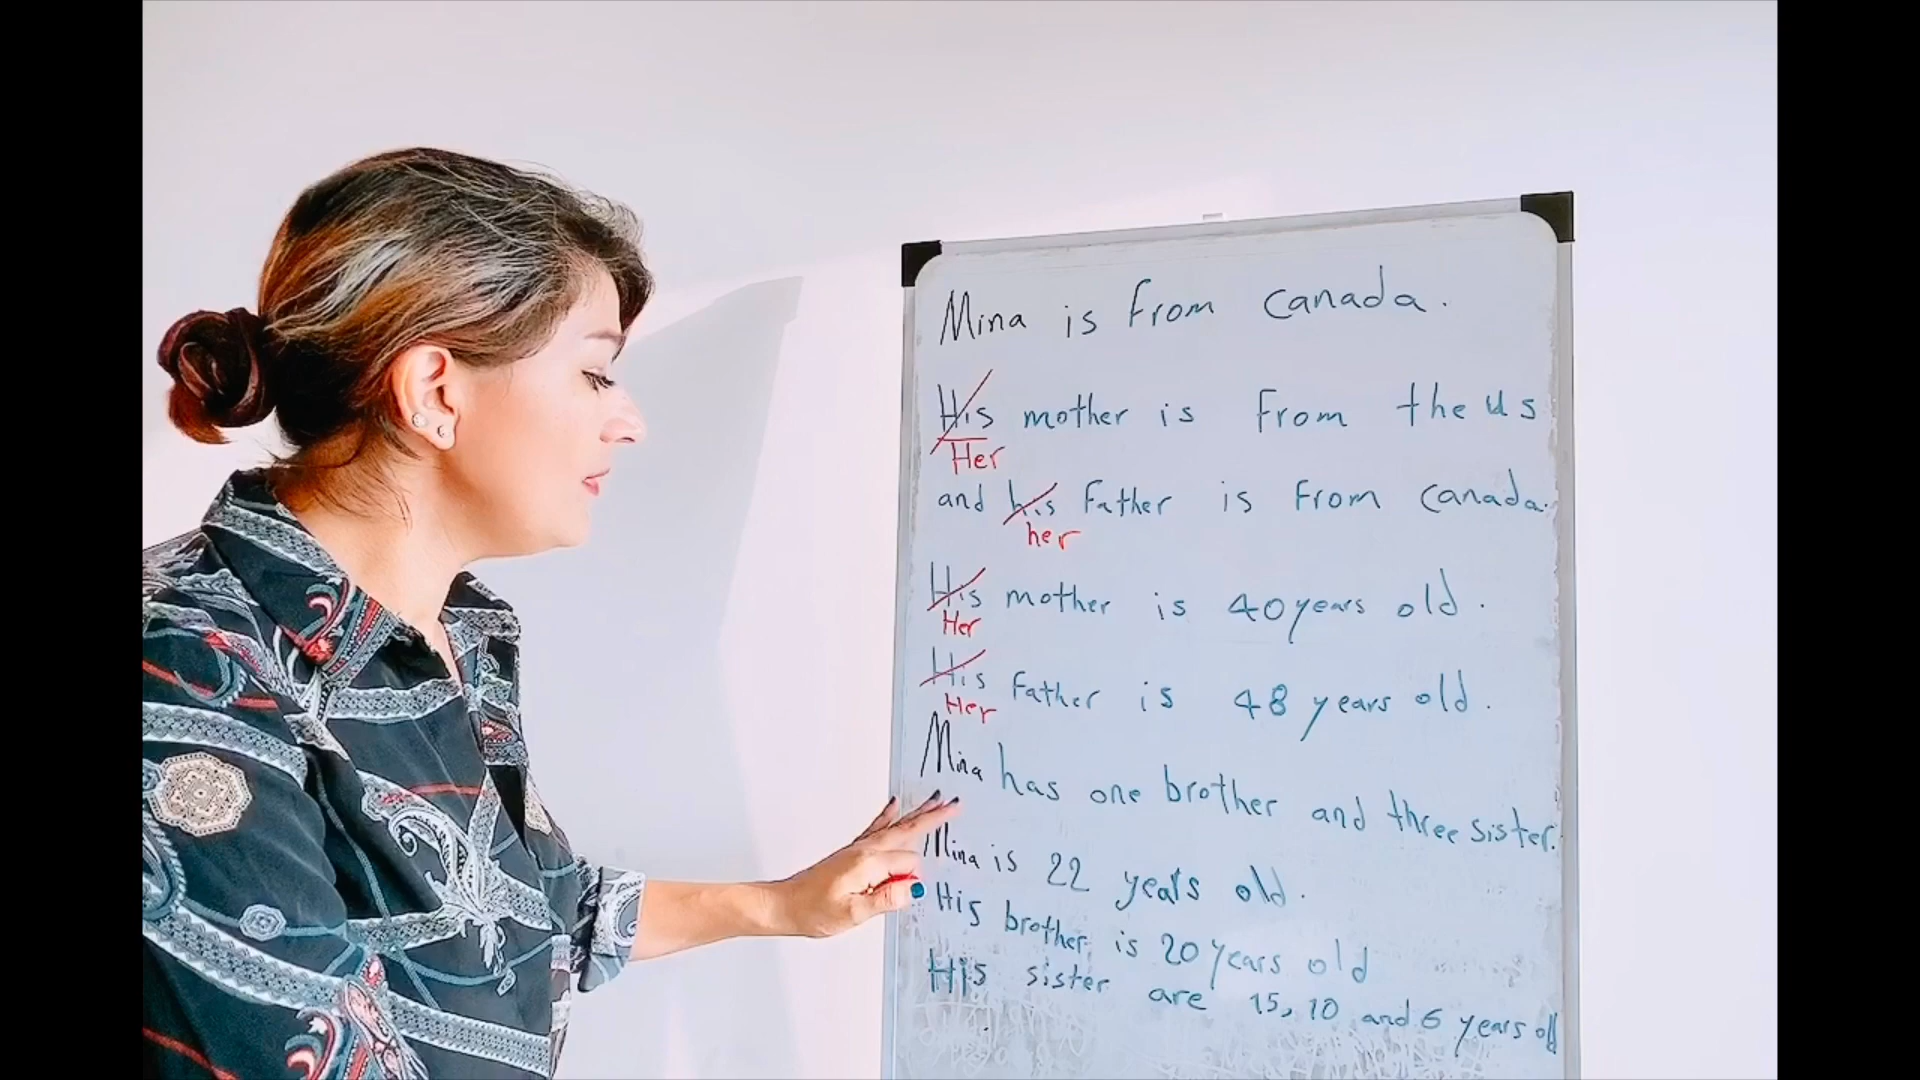 Mina is from Canada.
His mother is from the US
Her
and his father is from Canada.
her
His mother is 40 years old.
Her
His father is 48 years old.
Her
Mina has one brother and three sister.
Mina is 22 years old.
His brother is 20 years old
His sister are 15, 10 and 6 years old